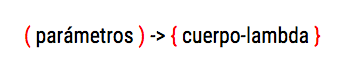 ( parámetros ) -> { cuerpo-lambda }